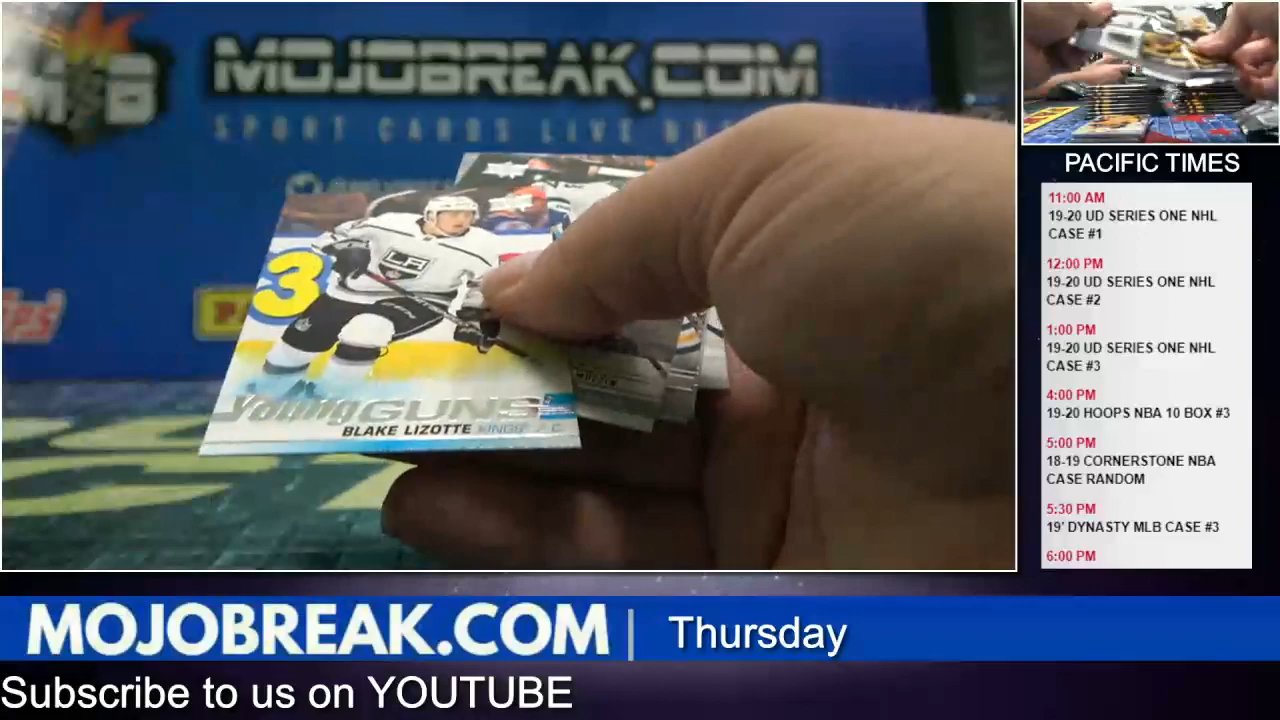 MOJOBREAK.COM
SPORT CARDS LIVE
3
LA
Young GUNS
BLAKE LIZOTTE KINGS C
PACIFIC TIMES
11:00 AM
19-20 UD SERIES ONE NHL
CASE #1
12:00 PM
19-20 UD SERIES ONE NHL
CASE #2
1:00 PM
19-20 UD SERIES ONE NHL
CASE #3
4:00 PM
19-20 HOOPS NBA 10 BOX #3
5:00 PM
18-19 CORNERSTONE NBA
CASE RANDOM
5:30 PM
19' DYNASTY MLB CASE #3
6:00 PM
MOJOBREAK.COM | Thursday
Subscribe to us on YOUTUBE